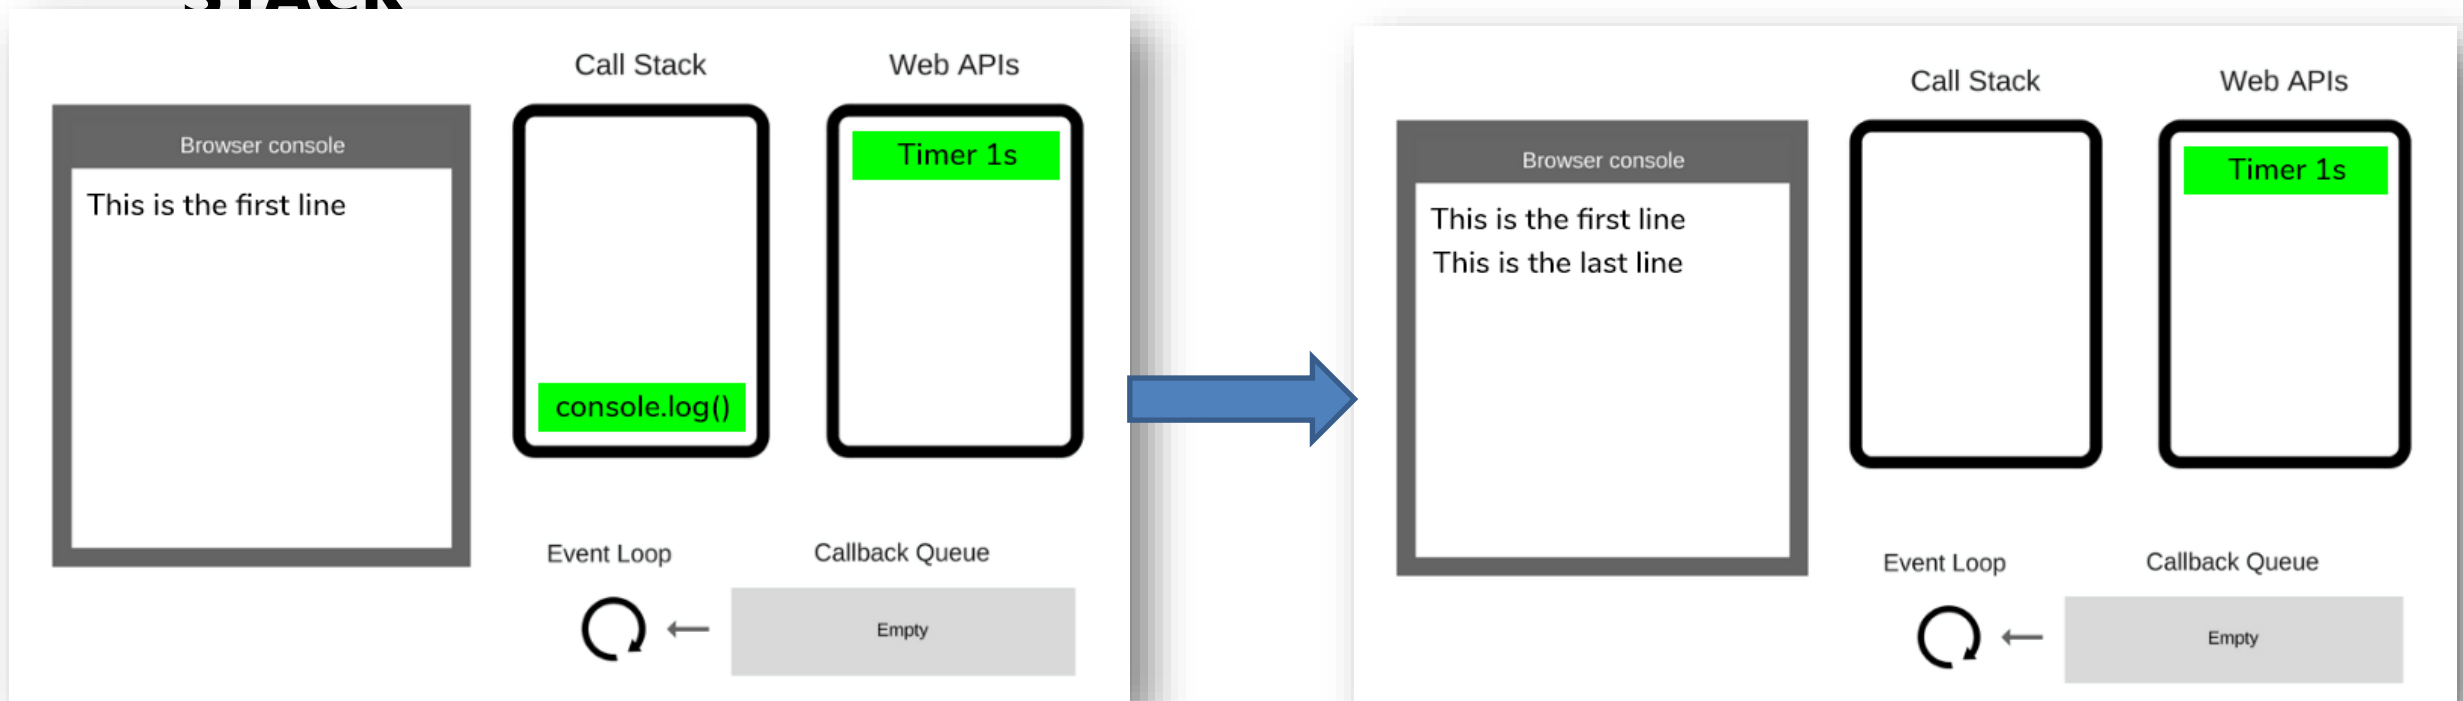 STACK
Call Stack
Web APIs
Browser console
This is the first line
Timer 1s
console.log()
Event Loop
Callback Queue
Empty
Call Stack
Web APIs
Browser console
This is the first line
This is the last line
Timer 1s
Event Loop
Callback Queue
Empty